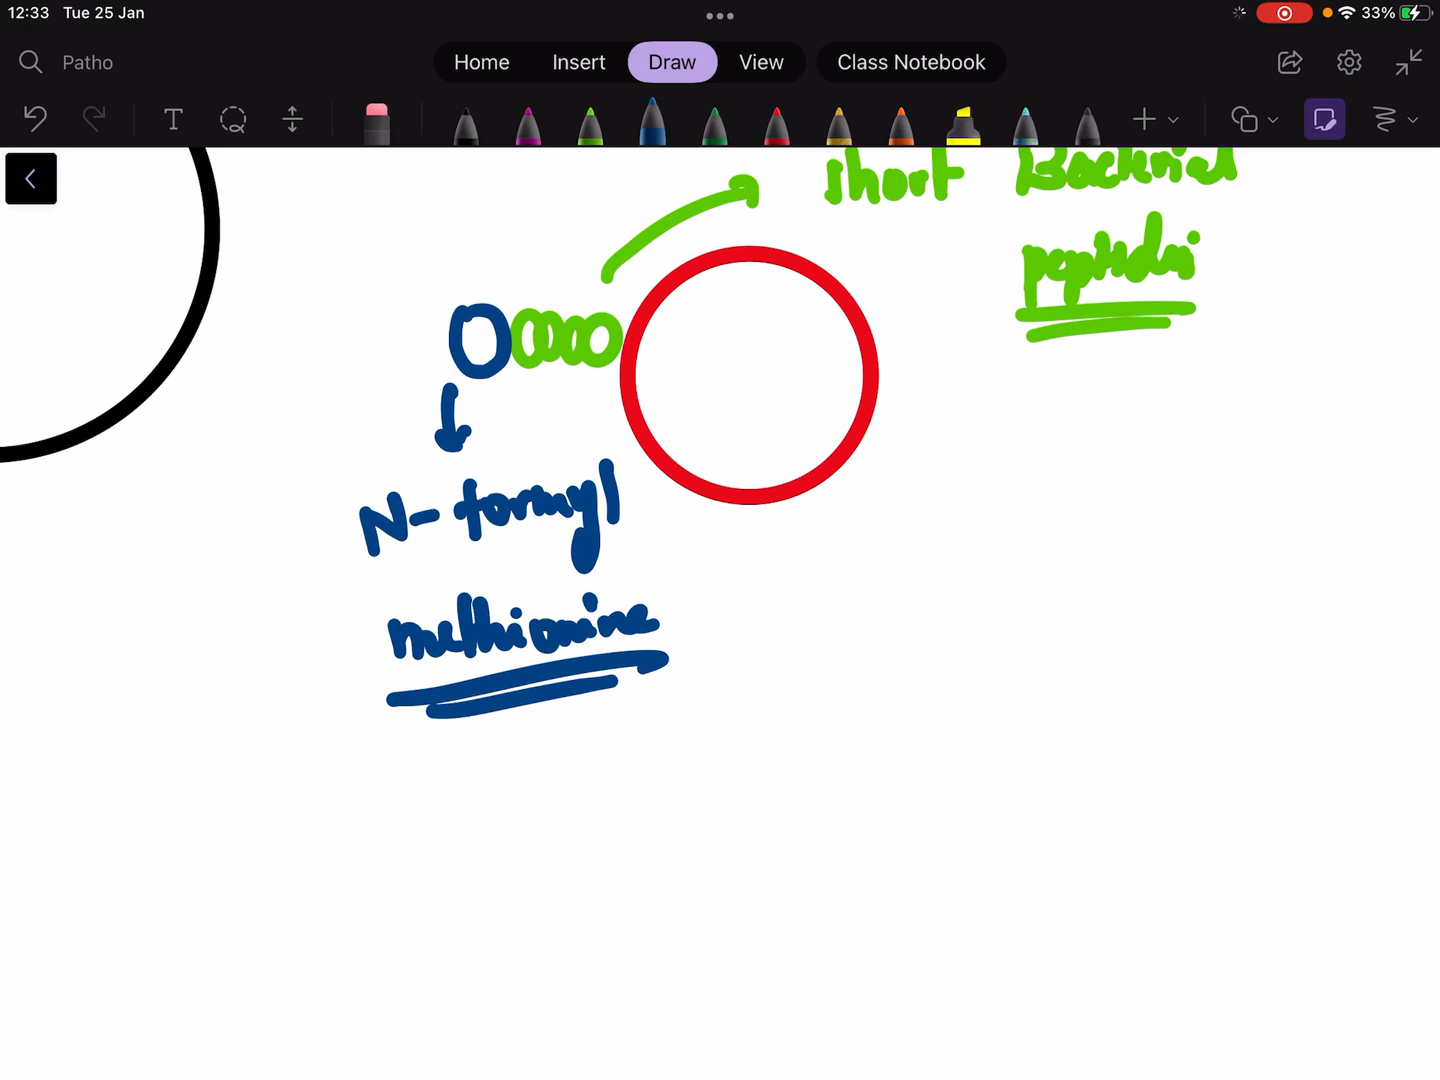 12:33 Tue 25 Jan
33%
Patho
Home Insert Draw View Class Notebook
T
short Bacterial
peptides
N- formyl
methionine